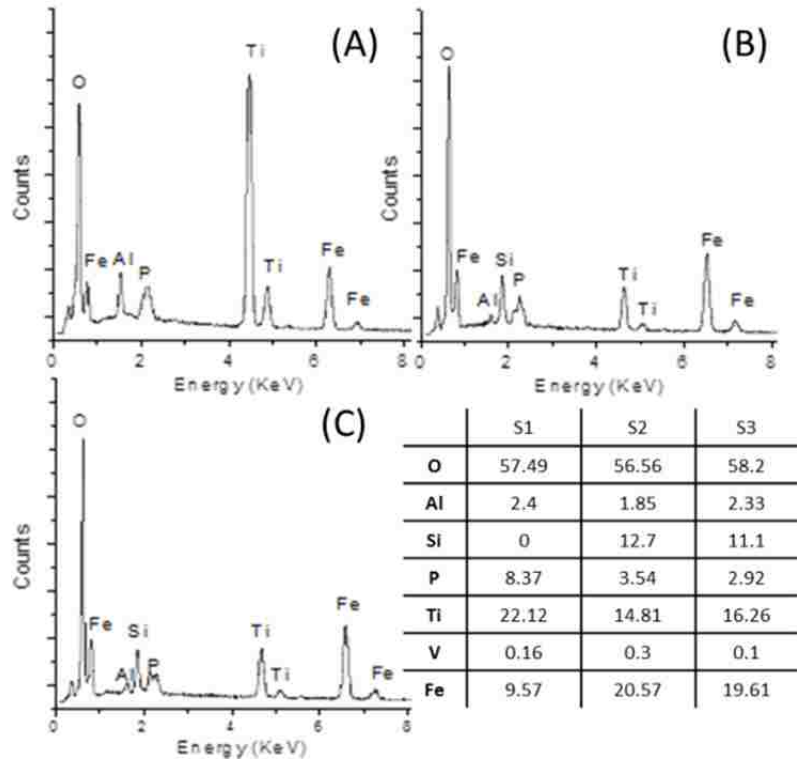 (A)
Counts
O
Fe
Al
P
Ti
Ti
Fe
Fe
0 2 4 6 8
Energy (KeV)
(B)
Counts
O
Fe
Al
Si
P
Ti
Ti
Fe
Fe
0 2 4 6 8
Energy (KeV)
(C)
Counts
O
Fe
Al
Si
P
Ti
Ti
Fe
Fe
0 2 4 6 8
Energy (KeV)
S1 S2 S3
O 57.49 56.56 58.2
Al 2.4 1.85 2.33
Si 0 12.7 11.1
P 8.37 3.54 2.92
Ti 22.12 14.81 16.26
V 0.16 0.3 0.1
Fe 9.57 20.57 19.61